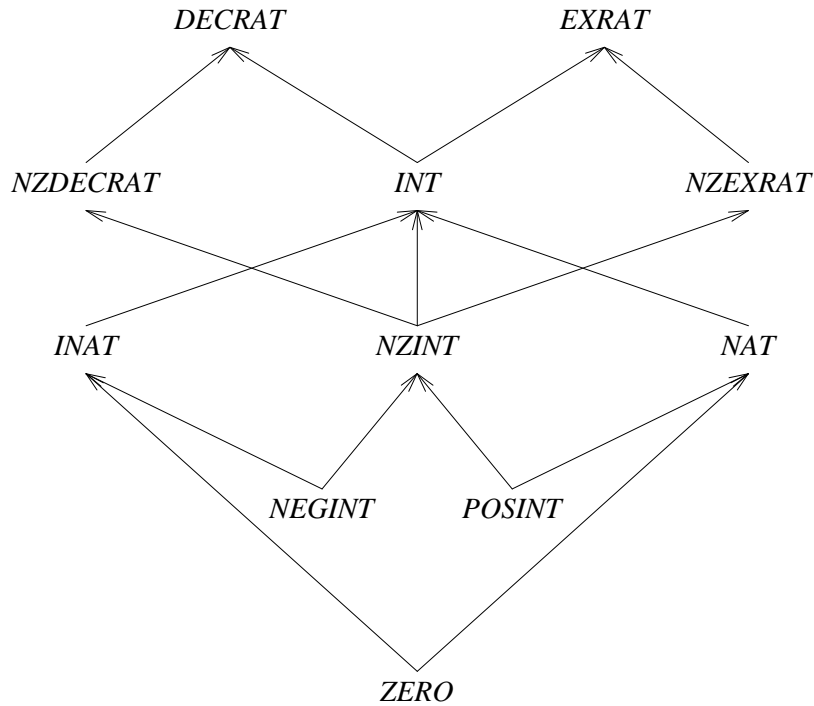 DECRAT EXRAT
NZDECRAT INT NZEXRAT
INAT NZINT NAT
NEGINT POSINT
ZERO